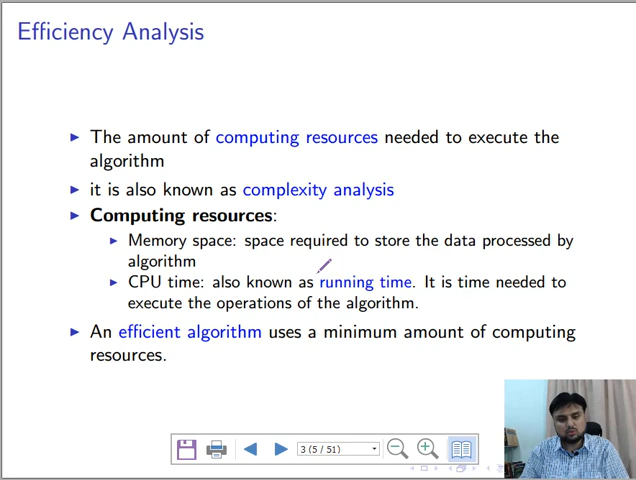 Efficiency Analysis
The amount of computing resources needed to execute the
algorithm
it is also known as complexity analysis
Computing resources:
Memory space: space required to store the data processed by
algorithm
CPU time: also known as running time. It is time needed to
execute the operations of the algorithm.
An efficient algorithm uses a minimum amount of computing
resources.
3 (5 / 51)